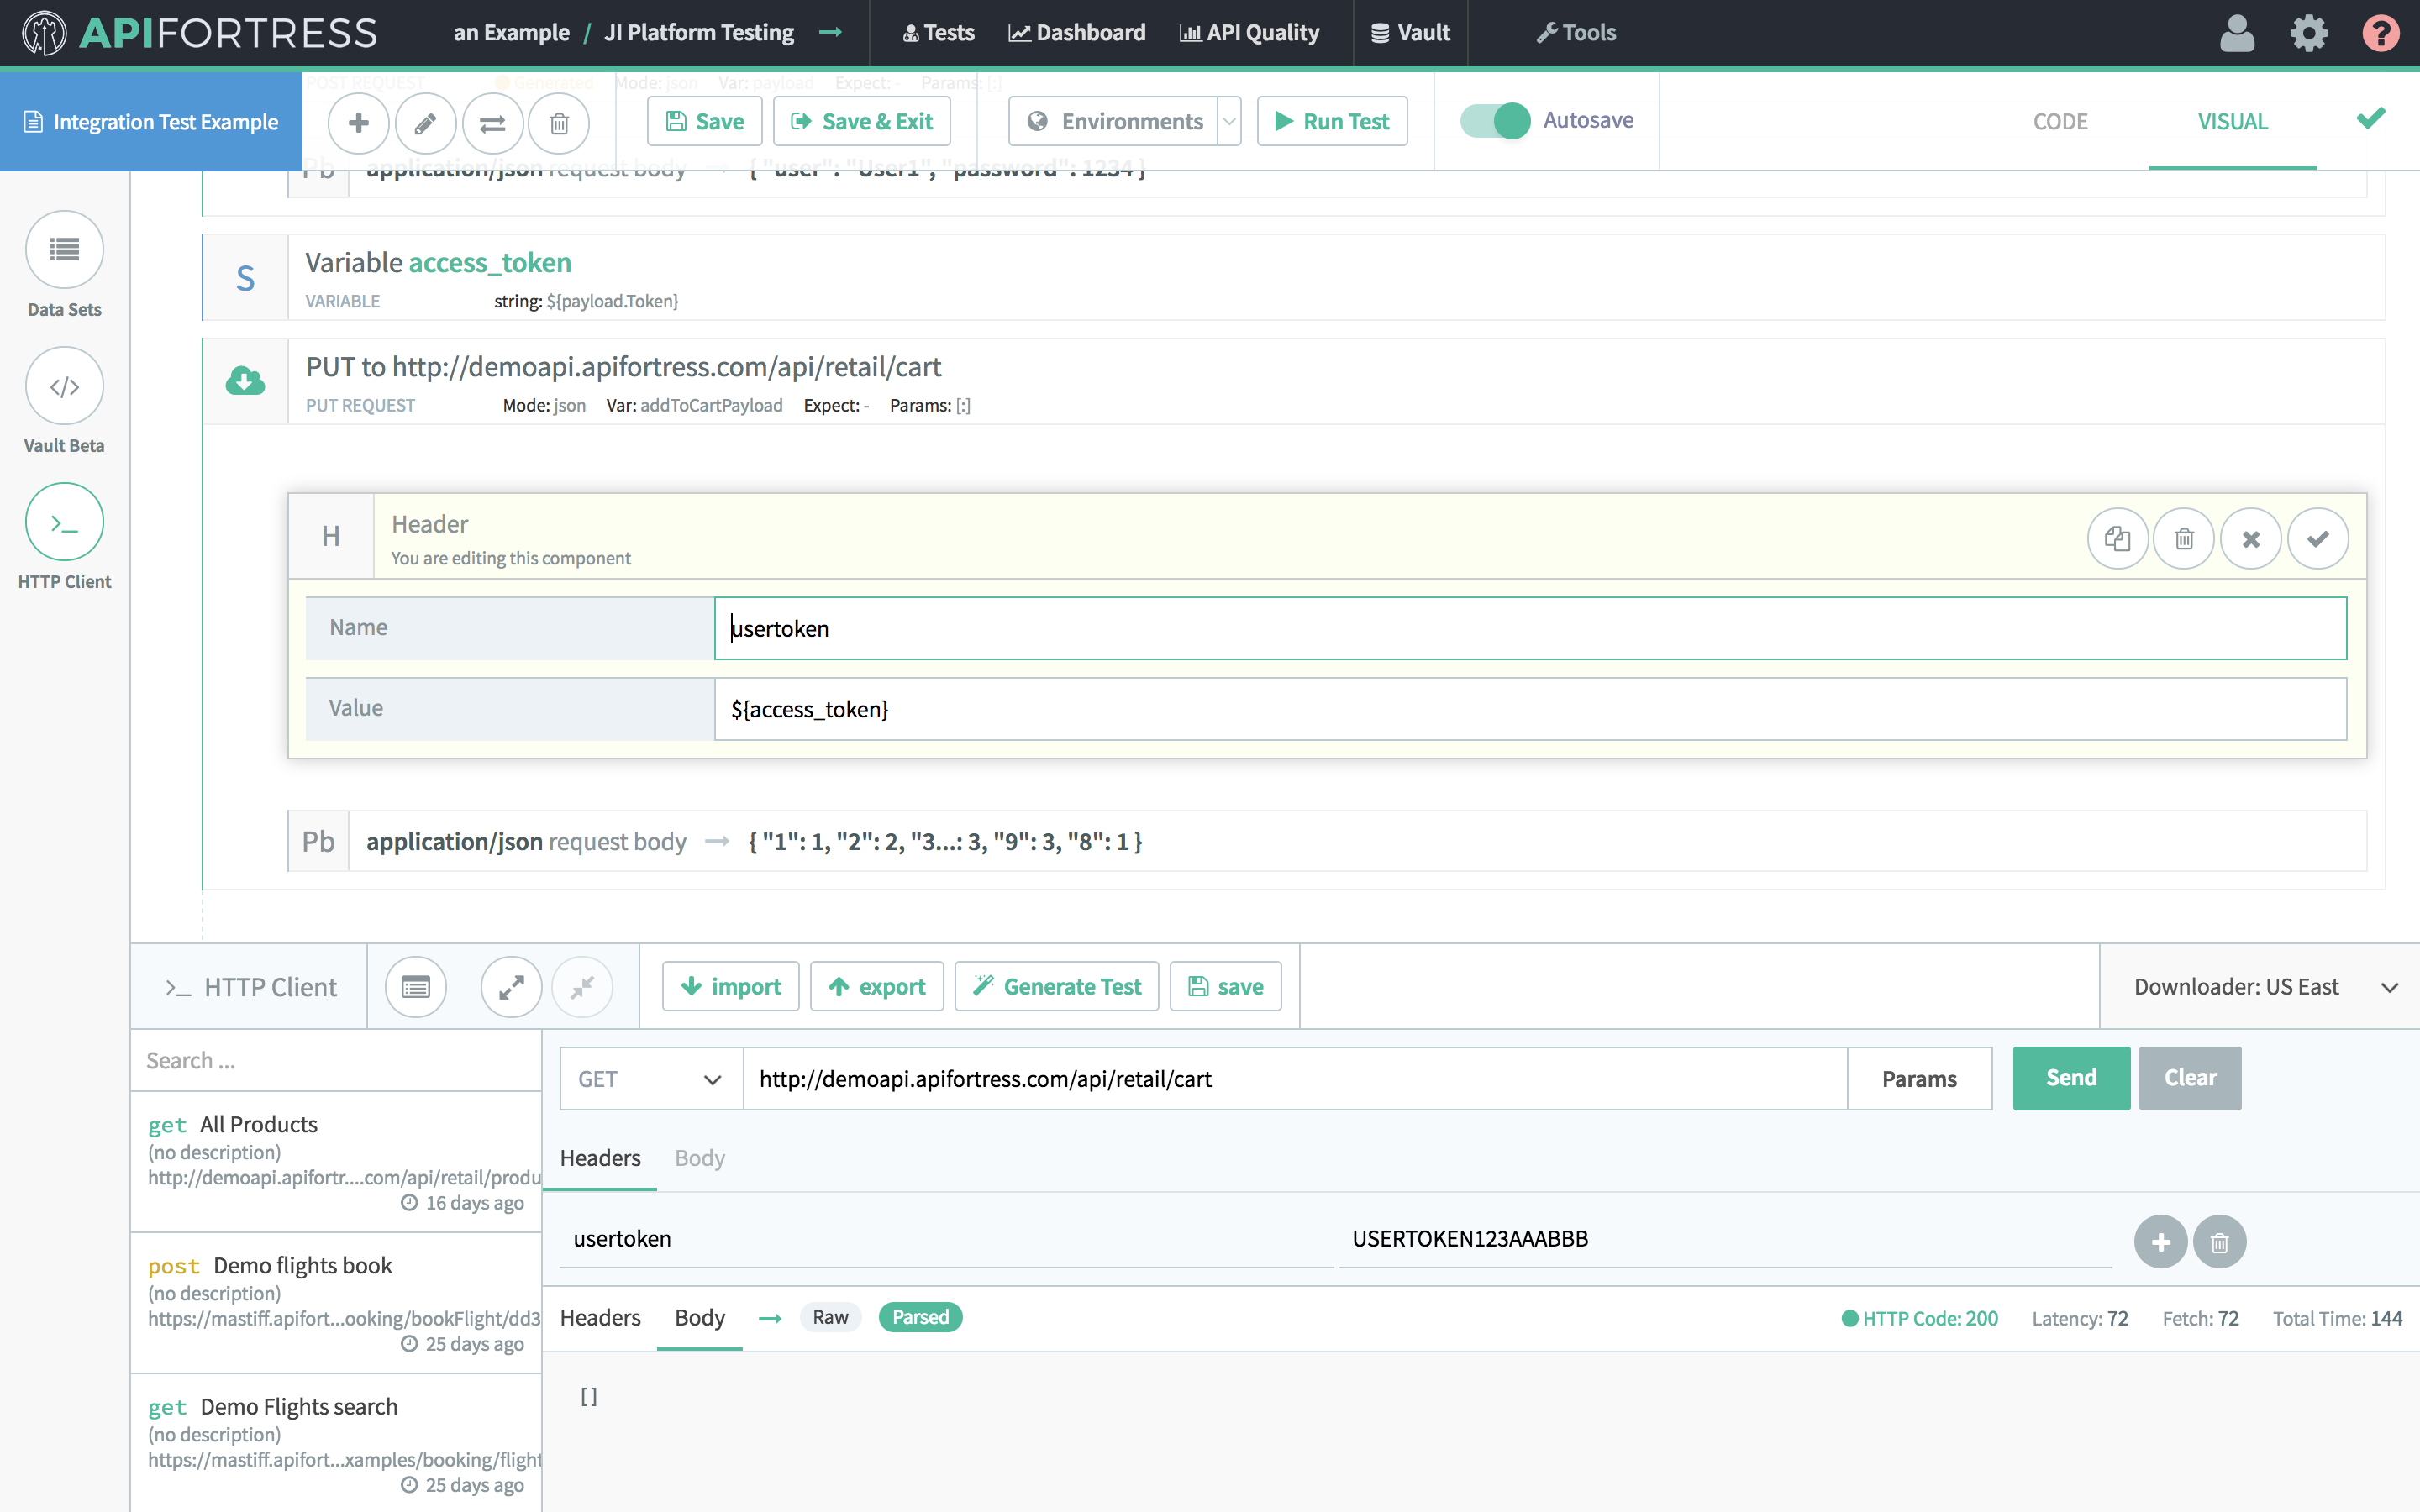 APIFORTRESS
an Example / JI Platform Testing → Tests Dashboard API Quality Vault Tools ?
POST REQUEST Generated Mode: json Var: payload Expect: - Params: [:]
Integration Test Example Save Save & Exit Environments Run Test Autosave CODE VISUAL
Pb application/json request body → { "user": "User1", "password": 1234 }
Data Sets
</> Vault Beta
>_ HTTP Client
S Variable access_token
VARIABLE string: ${payload.Token}
PUT to http://demoapi.apifortress.com/api/retail/cart
PUT REQUEST Mode: json Var: addToCartPayload Expect: - Params: [:]
H Header
You are editing this component
Name usertoken
Value ${access_token}
Pb application/json request body → { "1": 1, "2": 2, "3...: 3, "9": 3, "8": 1 }
>_ HTTP Client import export Generate Test save Downloader: US East
Search ...
get All Products
(no description)
http://demoapi.apifortr....com/api/retail/produ
16 days ago
post Demo flights book
(no description)
https://mastiff.apifort...ooking/bookFlight/dd3
25 days ago
get Demo Flights search
(no description)
https://mastiff.apifort...xamples/booking/flight
25 days ago
GET http://demoapi.apifortress.com/api/retail/cart Params Send Clear
Headers Body
usertoken USERTOKEN123AAABBB
Headers Body → Raw Parsed HTTP Code: 200 Latency: 72 Fetch: 72 Total Time: 144
[]